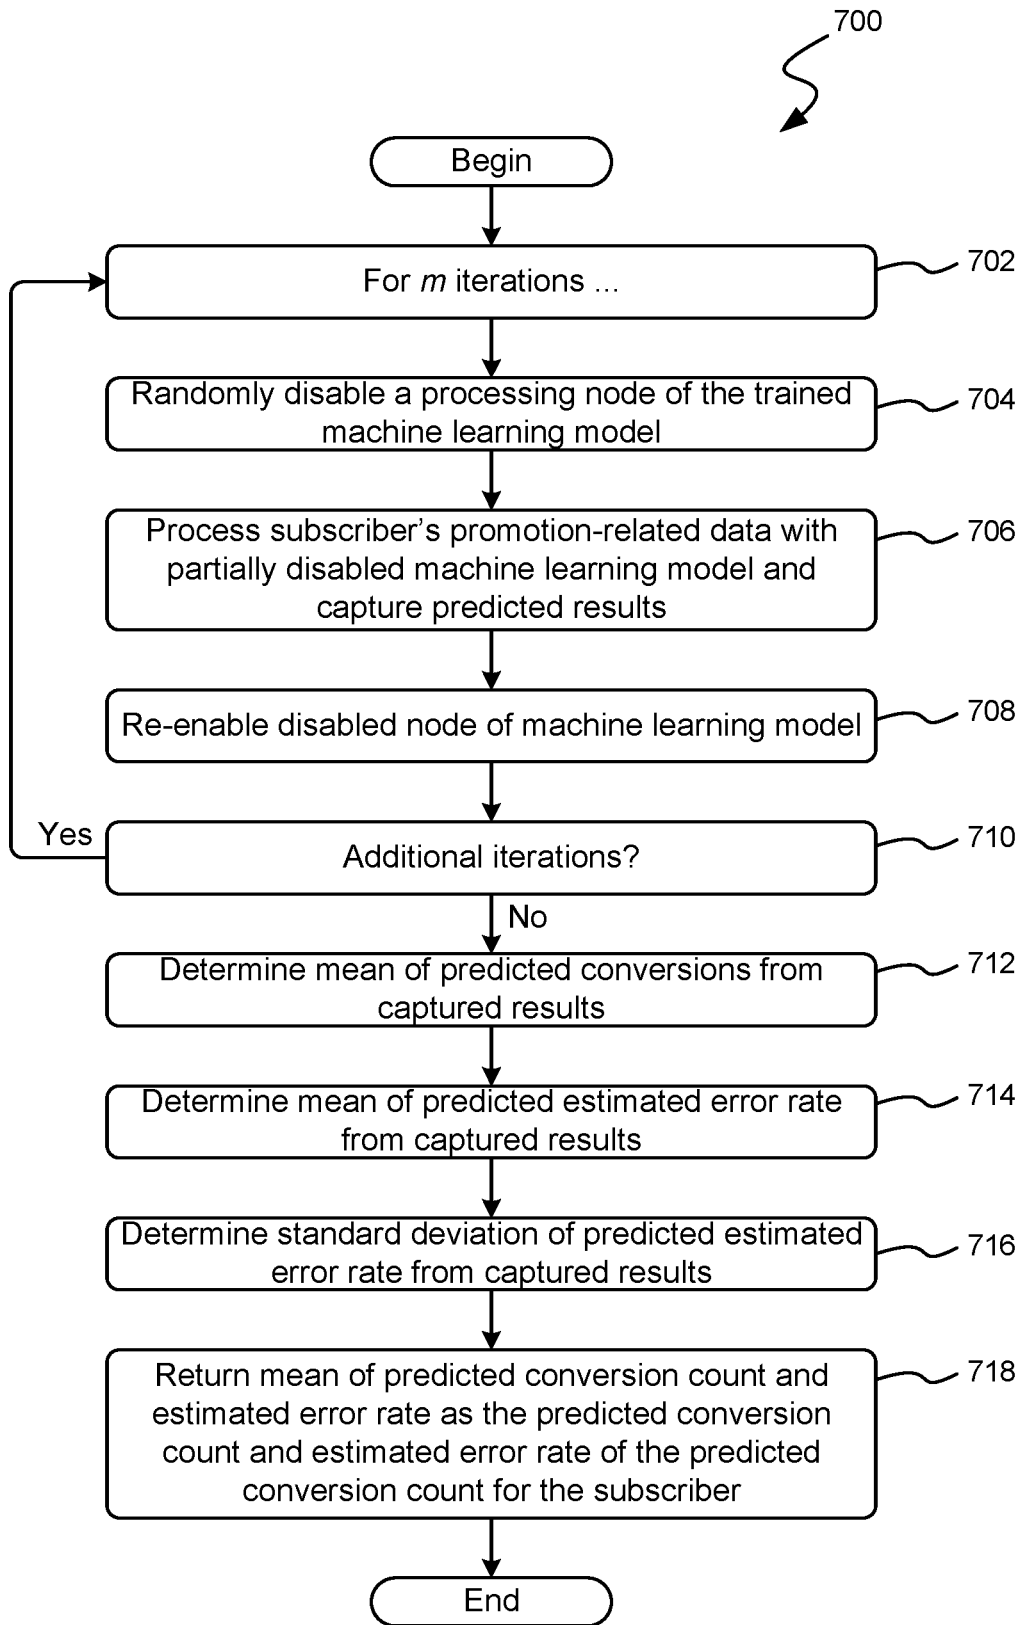 700
Begin
For m iterations ...
702
Randomly disable a processing node of the trained
machine learning model
704
Process subscriber's promotion-related data with
partially disabled machine learning model and
capture predicted results
706
Re-enable disabled node of machine learning model
708
Yes
Additional iterations?
710
No
Determine mean of predicted conversions from
captured results
712
Determine mean of predicted estimated error rate
from captured results
714
Determine standard deviation of predicted estimated
error rate from captured results
716
Return mean of predicted conversion count and
estimated error rate as the predicted conversion
count and estimated error rate of the predicted
conversion count for the subscriber
718
End